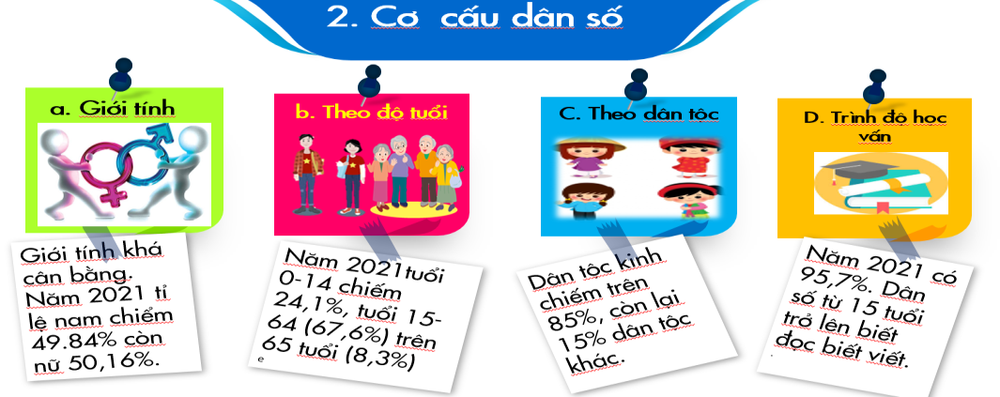 2. Cơ cấu dân số
a. Giới tính
Giới tính khá
cân bằng.
Năm 2021 tỉ
lệ nam chiếm
49.84% còn
nữ 50,16%.
b. Theo độ tuổi
Năm 2021tuổi
0-14 chiếm
24,1%, tuổi 15-
64 (67,6%) trên
65 tuổi (8,3%)
e
C. Theo dân tộc
Dân tộc kinh
chiếm trên
85%, còn lại
15% dân tộc
khác.
D. Trình độ học
vấn
Năm 2021 có
95,7%. Dân
số từ 15 tuổi
trở lên biết
đọc biết viết.
.